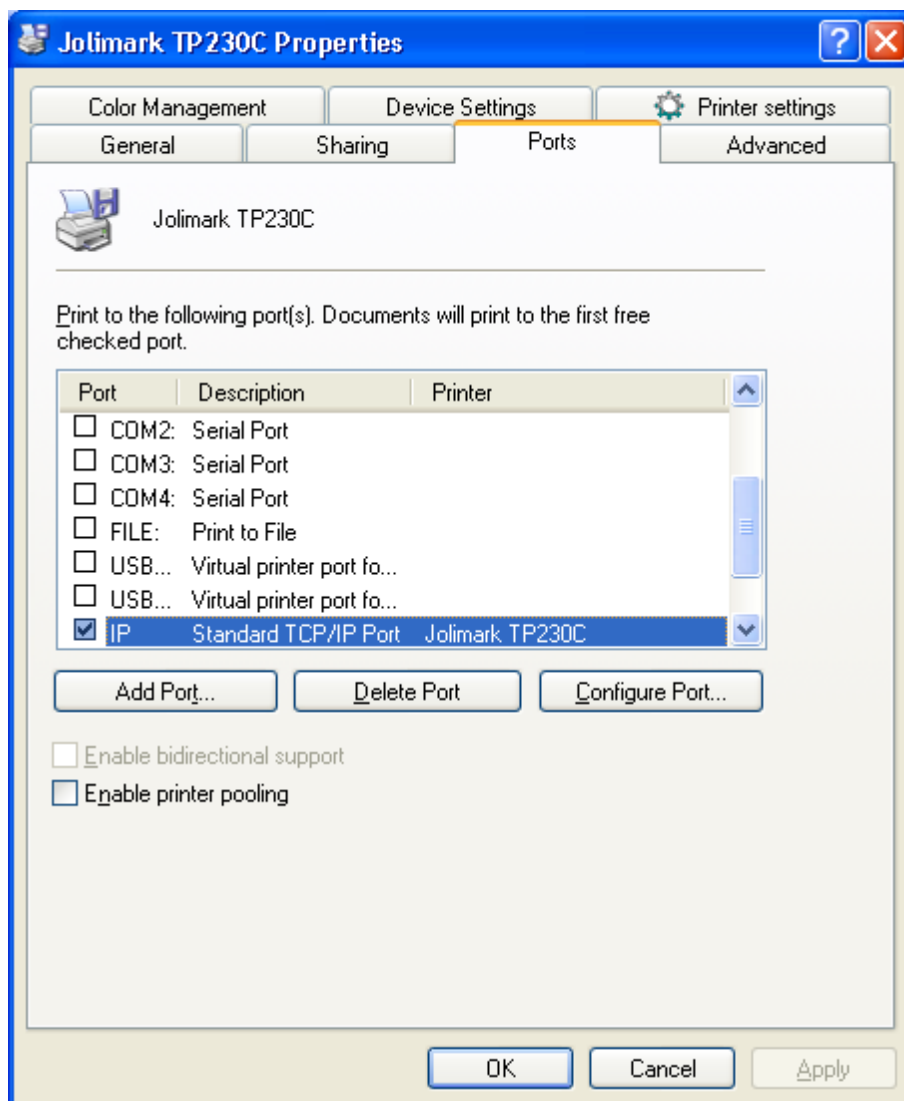 Jolimark TP230C Properties
Color Management Device Settings Printer settings
General Sharing Ports Advanced
Jolimark TP230C
Print to the following port(s). Documents will print to the first free
checked port.
Port Description Printer
COM2: Serial Port
COM3: Serial Port
COM4: Serial Port
FILE: Print to File
USB... Virtual printer port fo...
USB... Virtual printer port fo...
IP Standard TCP/IP Port Jolimark TP230C
Add Port... Delete Port Configure Port...
Enable bidirectional support
Enable printer pooling
OK Cancel Apply